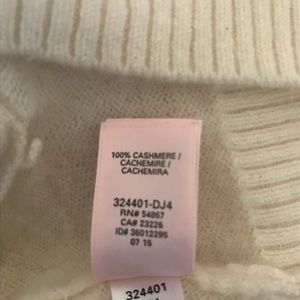 100% CASHMERE /
CACHEMIRE /
CACHEMIRA
324401-DJ4
RN# 54867
CA# 23226
ID# 36012295
07 15
324401